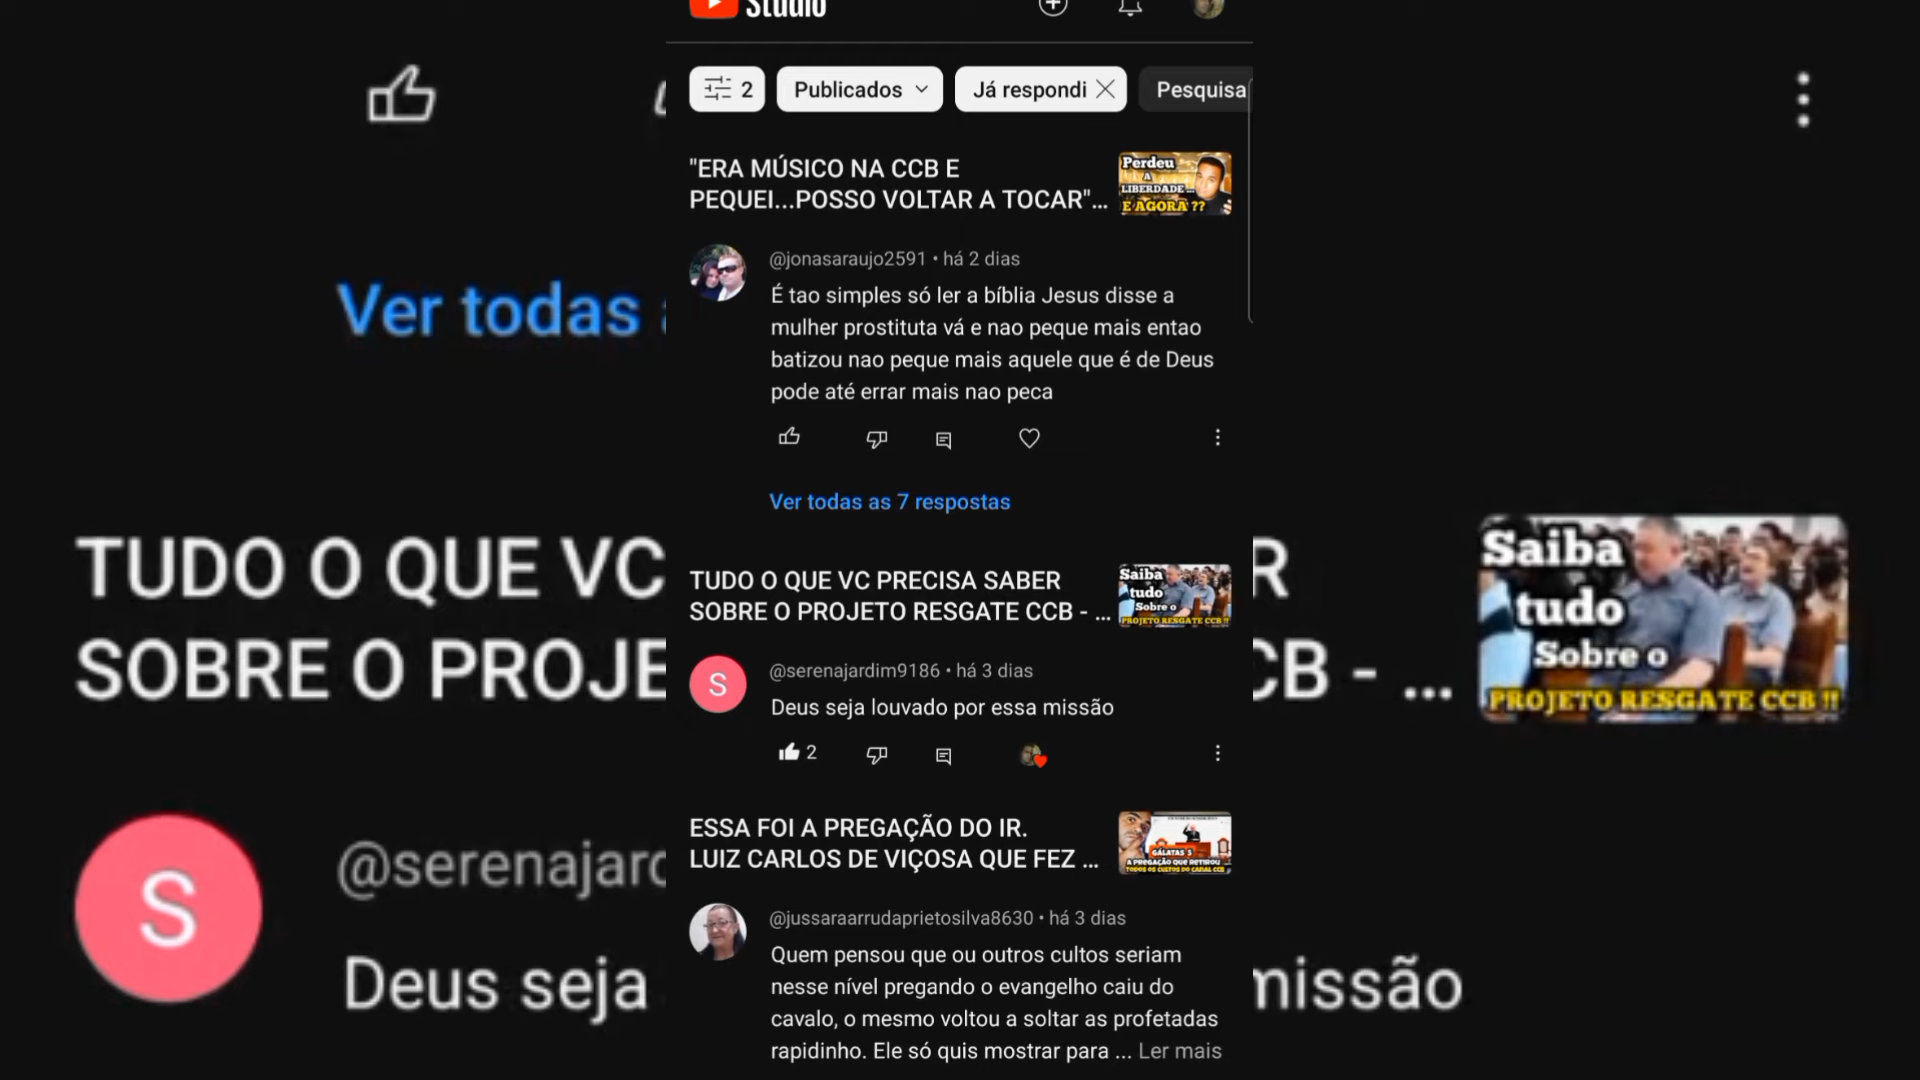 Studio
2
Publicados
Já respondi
Pesquisa
"ERA MÚSICO NA CCB E
PEQUEI...POSSO VOLTAR A TOCAR"...
Perdeu
A
LIBERDADE...
E AGORA ??
@jonasaraujo2591 • há 2 dias
É tao simples só ler a bíblia Jesus disse a
mulher prostituta vá e nao peque mais entao
batizou nao peque mais aquele que é de Deus
pode até errar mais nao peca
Ver todas as 7 respostas
TUDO O QUE VC PRECISA SABER
SOBRE O PROJETO RESGATE CCB - ...
Saiba
tudo
Sobre o
PROJETO RESGATE CCB !!
S
@serenajardim9186 • há 3 dias
Deus seja louvado por essa missão
2
ESSA FOI A PREGAÇÃO DO IR.
LUIZ CARLOS DE VIÇOSA QUE FEZ ...
GÁLATAS 5
A PREGAÇÃO QUE RETIROU
TODOS OS CULTOS DO CANAL CCB
@jussaraarrudaprietosilva8630 • há 3 dias
Quem pensou que ou outros cultos seriam
nesse nível pregando o evangelho caiu do
cavalo, o mesmo voltou a soltar as profetadas
rapidinho. Ele só quis mostrar para ... Ler mais
Ver todas
TUDO O QUE VC
R
SOBRE O PROJE
CB - ...
Saiba
tudo
Sobre o
PROJETO RESGATE CCB !!
S
@serenajard
Deus seja
missão